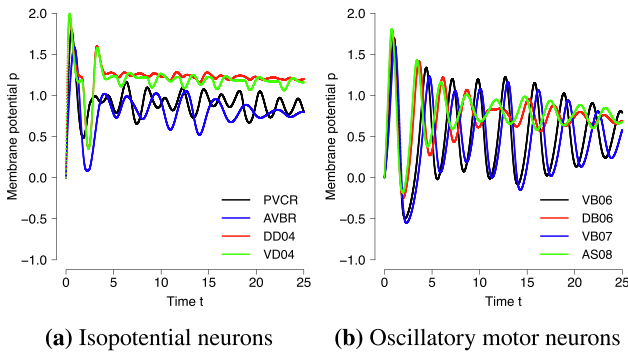 2.0
1.5
1.0
0.5
0.0
−0.5
−1.0
Membrane potential p
0
5
10
15
20
25
Time t
PVCR
AVBR
DD04
VD04
(a) Isopotential neurons
2.0
1.5
1.0
0.5
0.0
−0.5
−1.0
Membrane potential p
0
5
10
15
20
25
Time t
VB06
DB06
VB07
AS08
(b) Oscillatory motor neurons